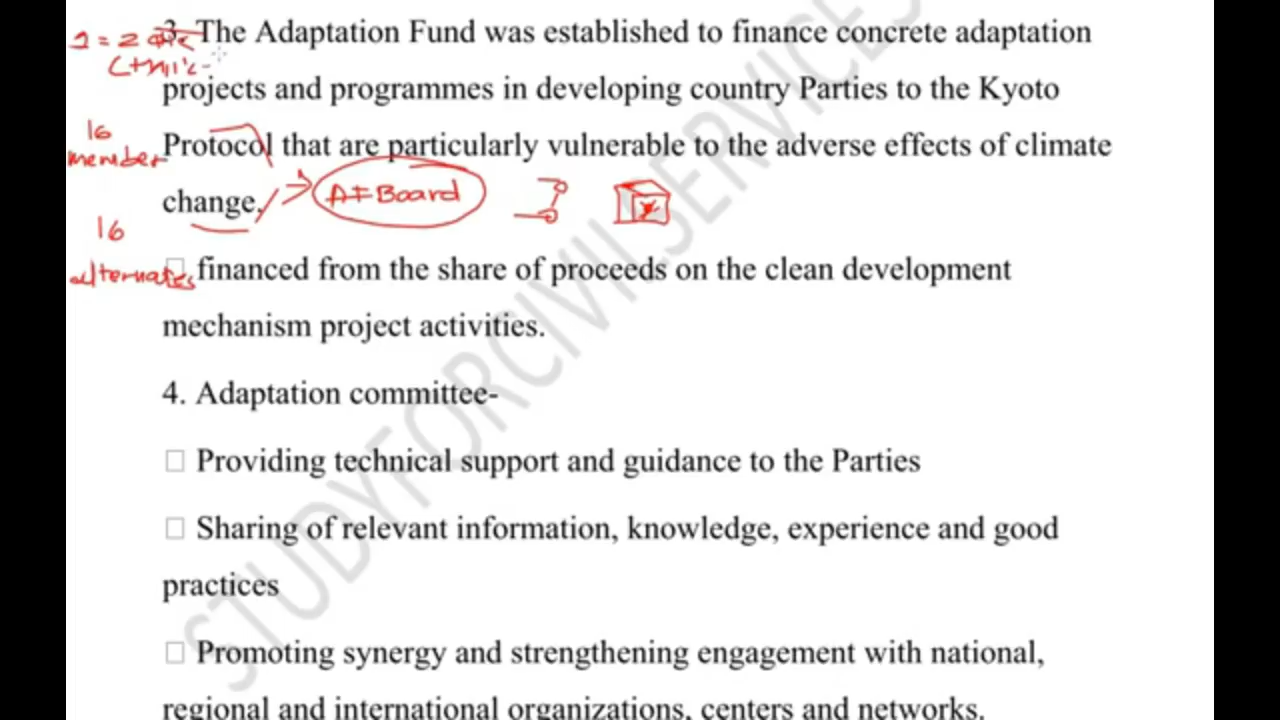 3. The Adaptation Fund was established to finance concrete adaptation
projects and programmes in developing country Parties to the Kyoto
Protocol that are particularly vulnerable to the adverse effects of climate
change.
AF Board
1 = 2
16
member
16
alternates
financed from the share of proceeds on the clean development
mechanism project activities.
4. Adaptation committee-
Providing technical support and guidance to the Parties
Sharing of relevant information, knowledge, experience and good
practices
Promoting synergy and strengthening engagement with national,
regional and international organizations, centers and networks.
STUDYFORCIVILSERVICES